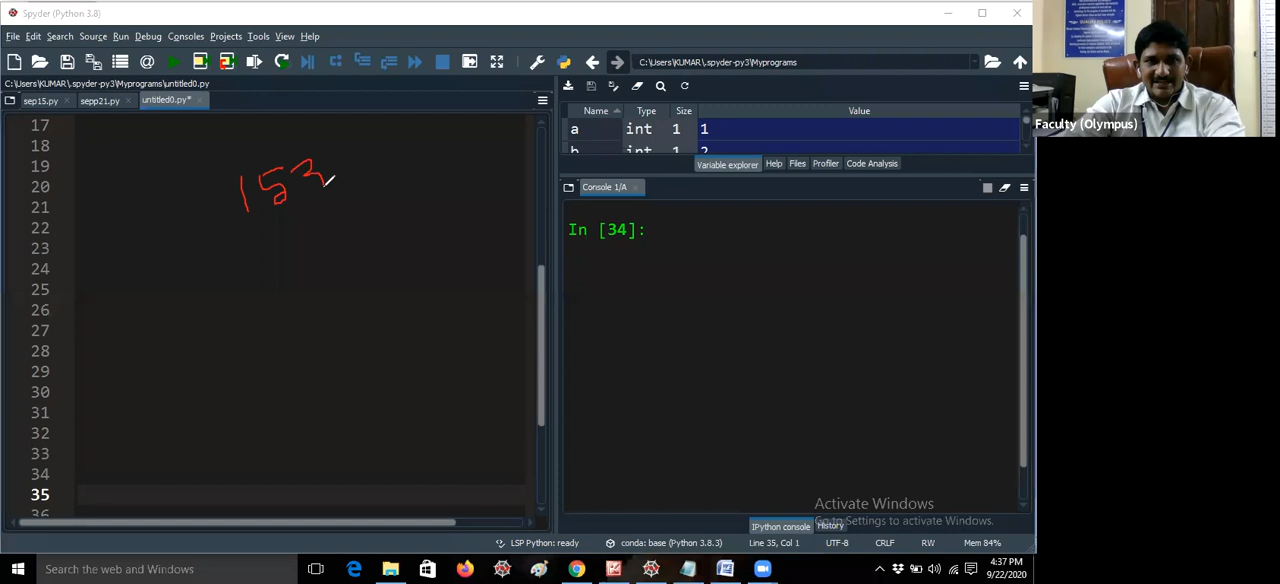 Spyder (Python 3.8)
File Edit Search Source Run Debug Consoles Projects Tools View Help
C:\Users\KUMAR\.spyder-py3\Myprograms
C:\Users\KUMAR\.spyder-py3\Myprograms\untitled0.py
sep15.py sepp21.py untitled0.py*
Name Type Size Value
a int 1 1
b int 1 2
Variable explorer Help Files Profiler Code Analysis
Faculty (Olympus)
Console 1/A
In [34]:
17
18
19
20
21
22
23
24
25
26
27
28
29
30
31
32
33
34
35
36
153
Activate Windows
Go to Settings to activate Windows.
IPython console History
LSP Python: ready conda: base (Python 3.8.3) Line 35, Col 1 UTF-8 CRLF RW Mem 84%
Search the web and Windows
4:37 PM
9/22/2020